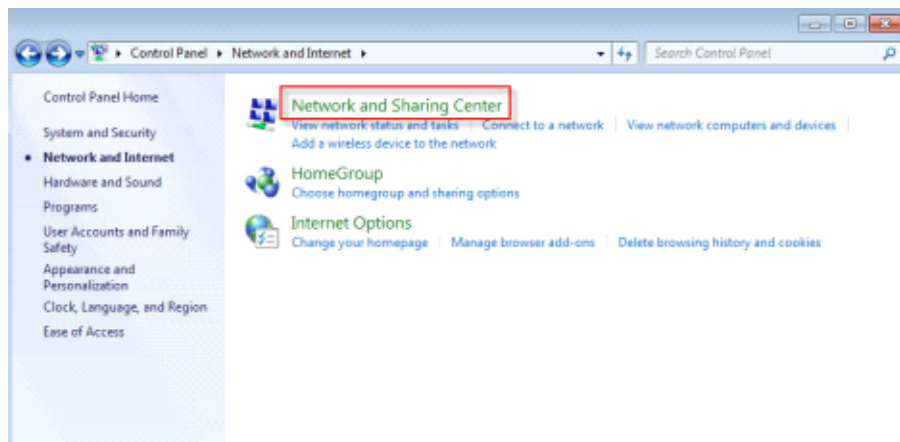 Control Panel Network and Internet
Search Control Panel
Control Panel Home
System and Security
Network and Internet
Hardware and Sound
Programs
User Accounts and Family
Safety
Appearance and
Personalization
Clock, Language, and Region
Ease of Access
Network and Sharing Center
View network status and tasks Connect to a network View network computers and devices
Add a wireless device to the network
HomeGroup
Choose homegroup and sharing options
Internet Options
Change your homepage Manage browser add-ons Delete browsing history and cookies